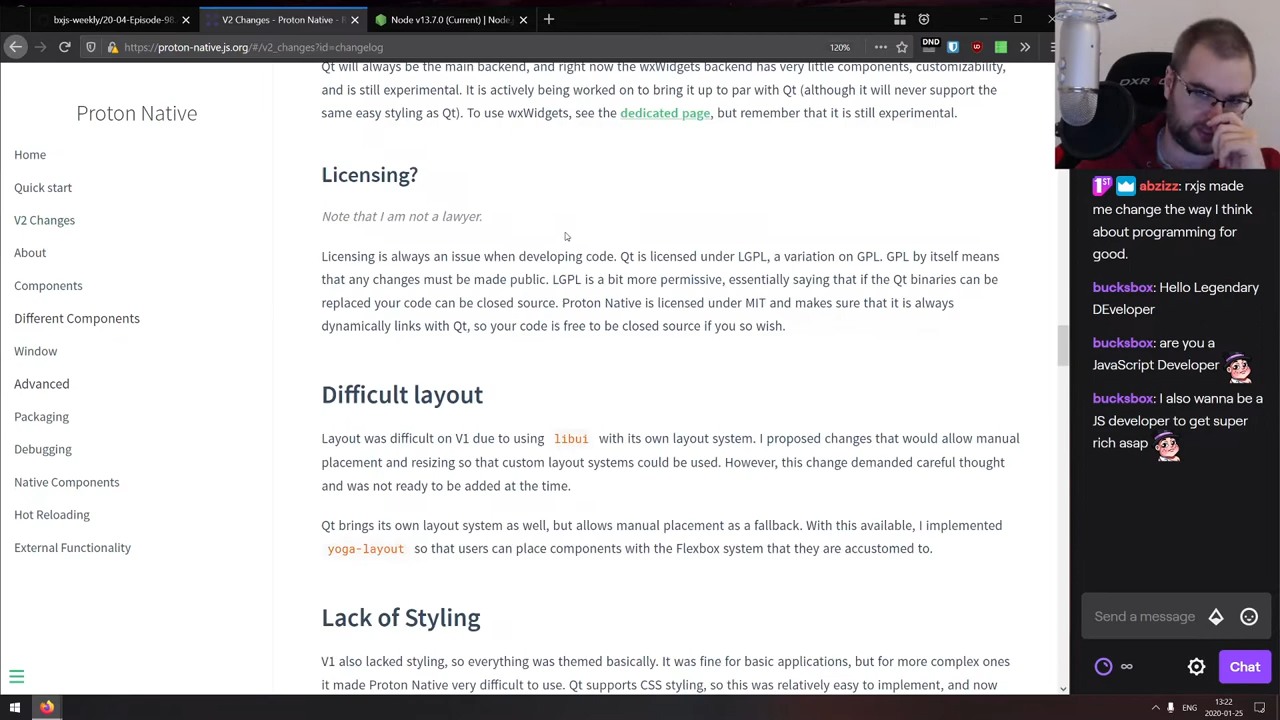 bxjs-weekly/20-04-Episode-98.
V2 Changes - Proton Native - R
Node v13.7.0 (Current) | Node.j
https://proton-native.js.org/#/v2_changes?id=changelog
120%
DND
Proton Native
Home
Quick start
V2 Changes
About
Components
Different Components
Window
Advanced
Packaging
Debugging
Native Components
Hot Reloading
External Functionality
Qt will always be the main backend, and right now the wxWidgets backend has very little components, customizability,
and is still experimental. It is actively being worked on to bring it up to par with Qt (although it will never support the
same easy styling as Qt). To use wxWidgets, see the dedicated page, but remember that it is still experimental.
Licensing?
Note that I am not a lawyer.
Licensing is always an issue when developing code. Qt is licensed under LGPL, a variation on GPL. GPL by itself means
that any changes must be made public. LGPL is a bit more permissive, essentially saying that if the Qt binaries can be
replaced your code can be closed source. Proton Native is licensed under MIT and makes sure that it is always
dynamically links with Qt, so your code is free to be closed source if you so wish.
Difficult layout
Layout was difficult on V1 due to using libui with its own layout system. I proposed changes that would allow manual
placement and resizing so that custom layout systems could be used. However, this change demanded careful thought
and was not ready to be added at the time.
Qt brings its own layout system as well, but allows manual placement as a fallback. With this available, I implemented
yoga-layout so that users can place components with the Flexbox system that they are accustomed to.
Lack of Styling
V1 also lacked styling, so everything was themed basically. It was fine for basic applications, but for more complex ones
it made Proton Native very difficult to use. Qt supports CSS styling, so this was relatively easy to implement, and now
DXR
1ST abzizz: rxjs made
me change the way I think
about programming for
good.
bucksbox: Hello Legendary
DEveloper
bucksbox: are you a
JavaScript Developer
bucksbox: I also wanna be a
JS developer to get super
rich asap
Send a message
∞
Chat
ENG
13:22
2020-01-25